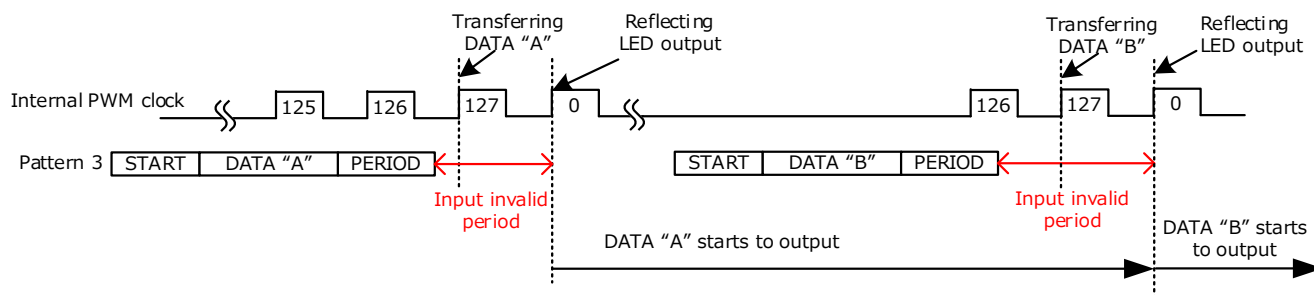 Transferring
DATA “A”
Reflecting
LED output
Transferring
DATA “B”
Reflecting
LED output
Internal PWM clock
125
126
127
0
126
127
0
Pattern 3
START
DATA “A”
PERIOD
START
DATA “B”
PERIOD
Input invalid
period
Input invalid
period
DATA “A” starts to output
DATA “B” starts
to output